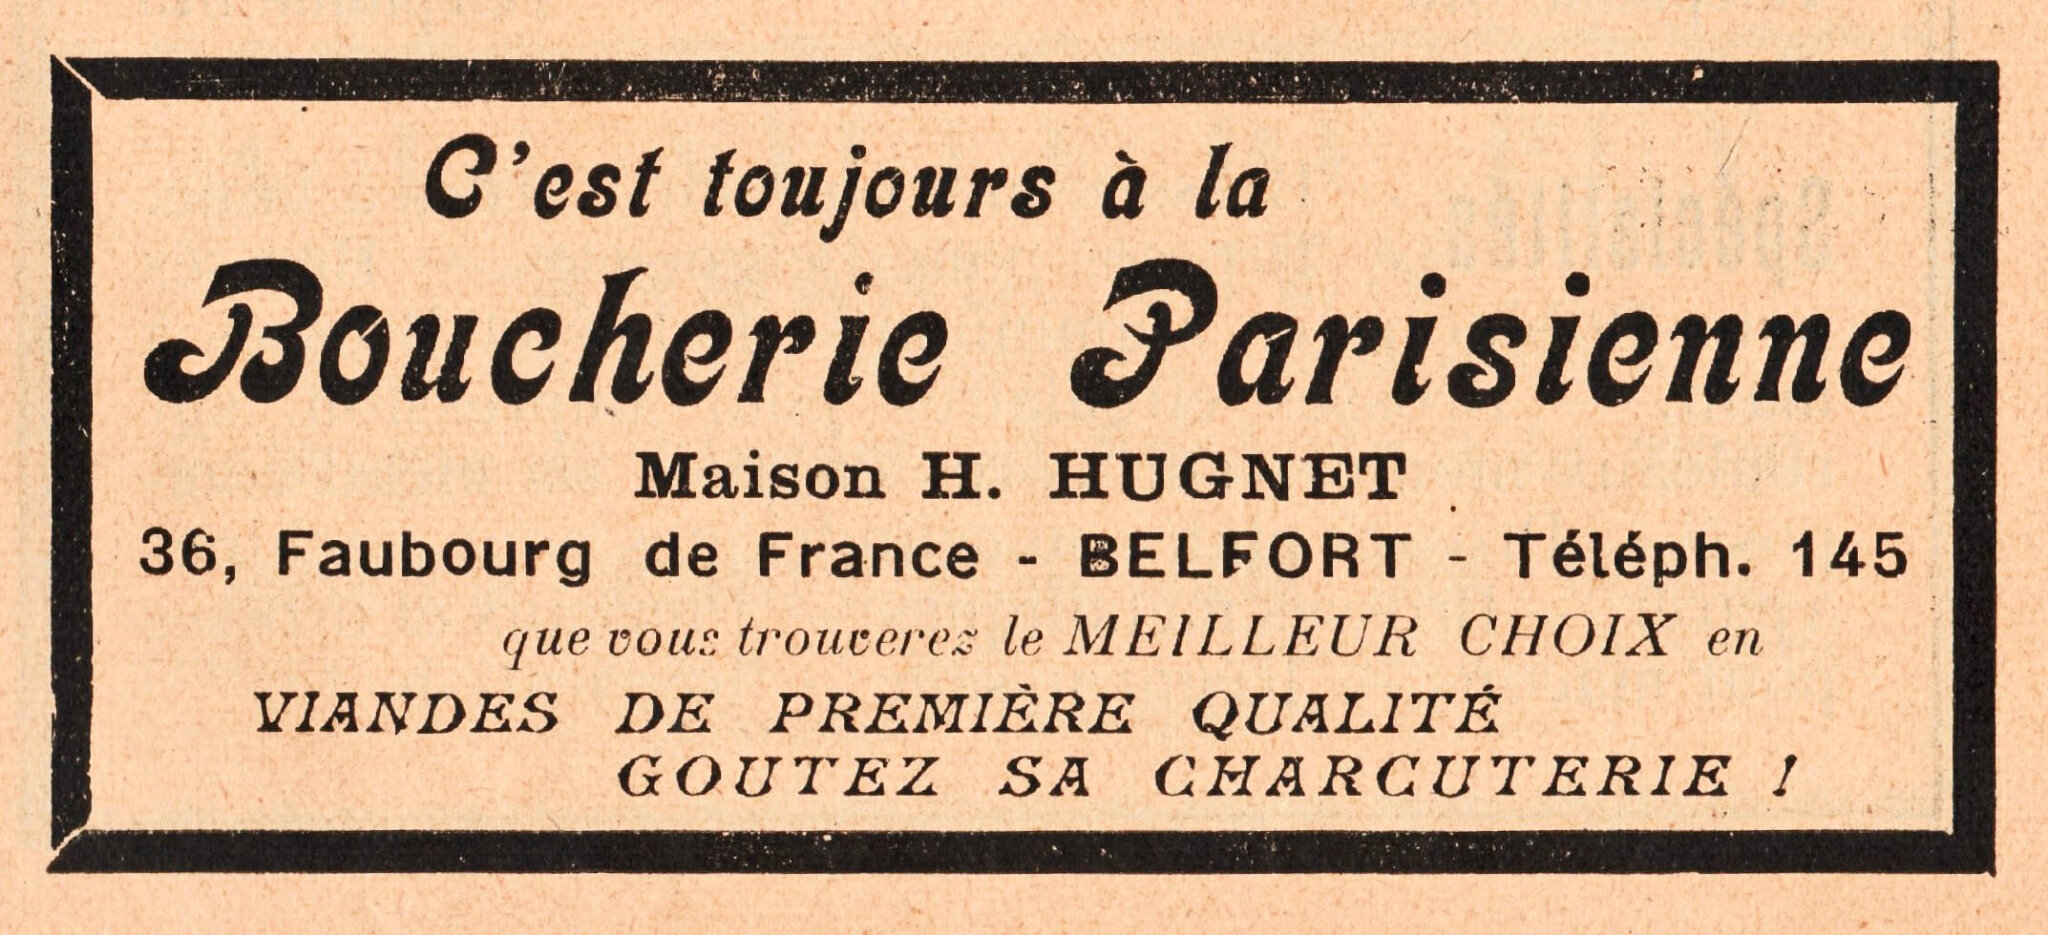 C'est toujours à la
Boucherie Parisienne
Maison H. HUGNET
36, Faubourg de France - BELFORT - Téléph. 145
que vous trouverez le MEILLEUR CHOIX en
VIANDES DE PREMIÈRE QUALITÉ
GOUTEZ SA CHARCUTERIE !